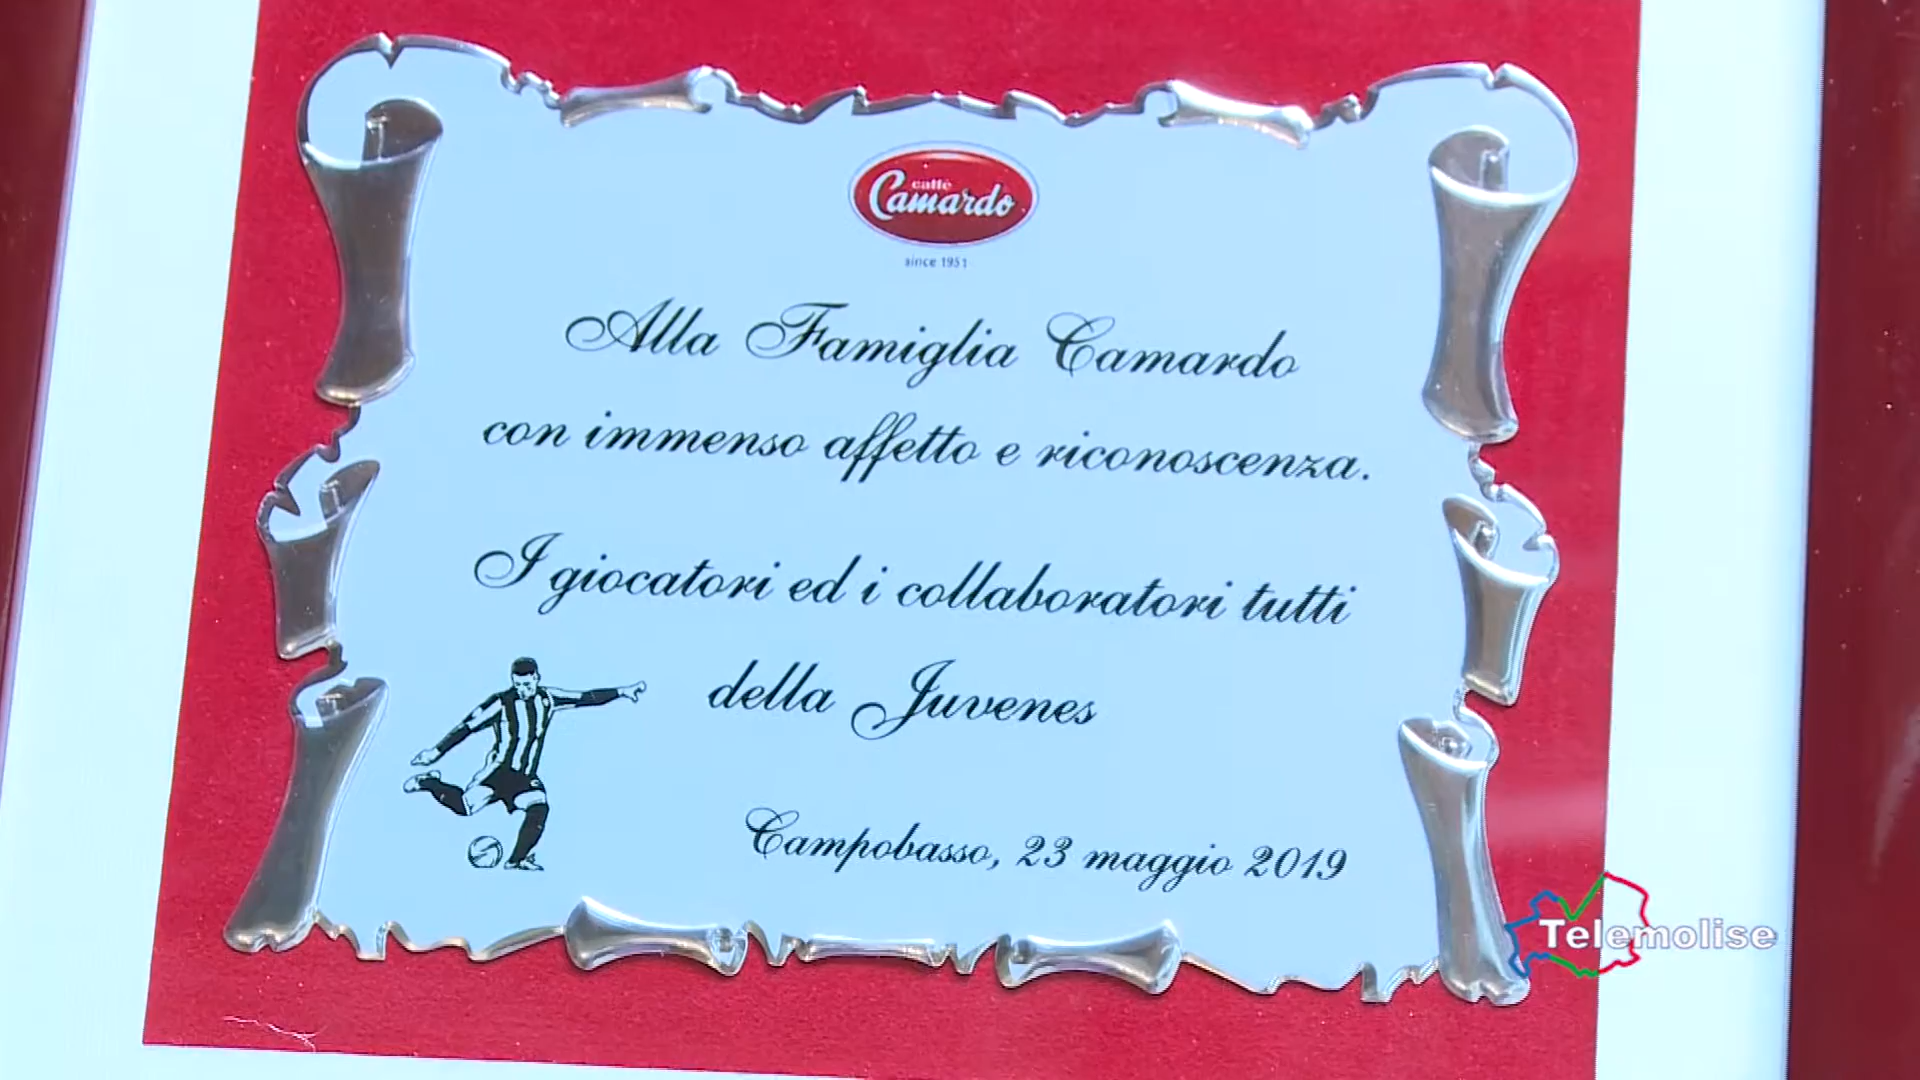 caffè
Camardo
since 1951
Alla Famiglia Camardo
con immenso affetto e riconoscenza.
I giocatori ed i collaboratori tutti
della Juvenes
Campobasso, 23 maggio 2019
Telemolise